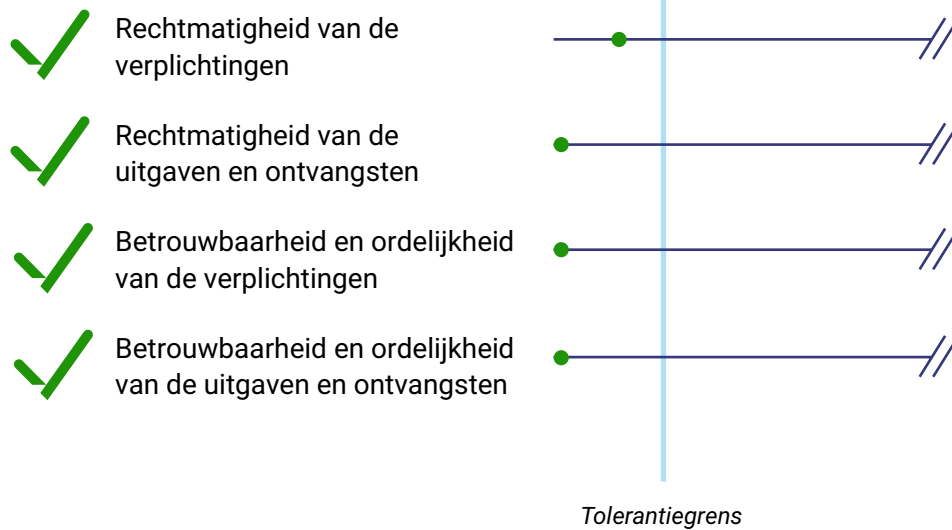 Rechtmatigheid van de
verplichtingen
Rechtmatigheid van de
uitgaven en ontvangsten
Betrouwbaarheid en ordelijkheid
van de verplichtingen
Betrouwbaarheid en ordelijkheid
van de uitgaven en ontvangsten
Tolerantiegrens